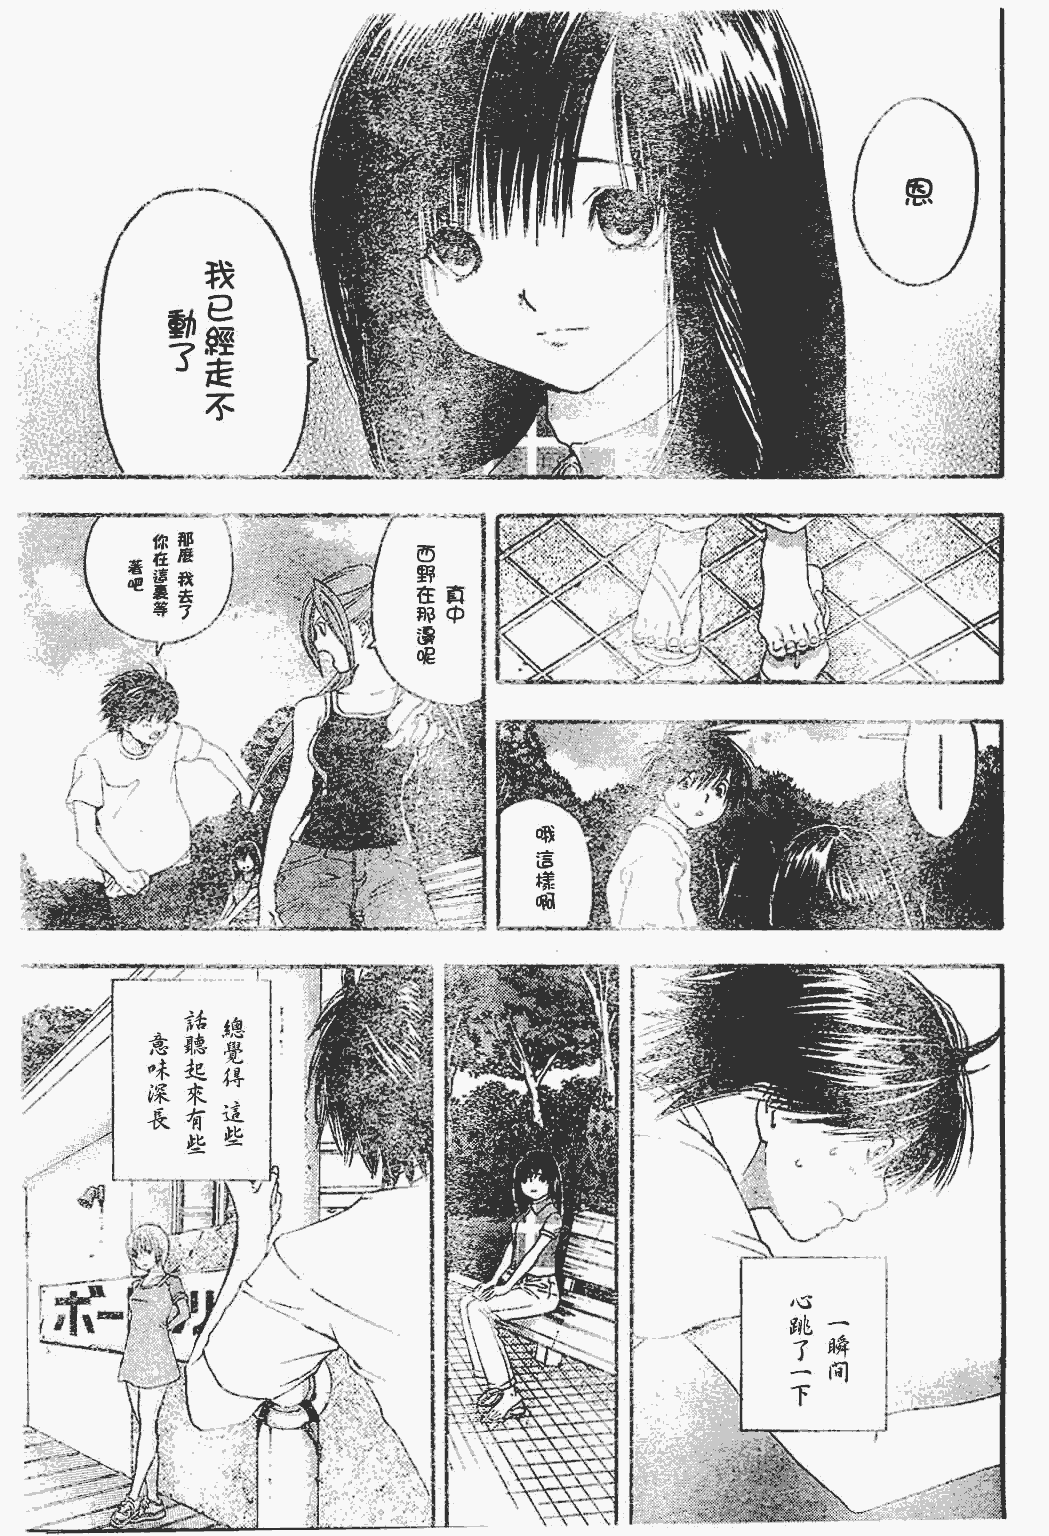 恩
我已經走不
動了
真中
西野在那邊呢
那麼 我去了
你在這裏等
著吧
哦這樣啊
一瞬間
心跳了一下
總覺得 這些
話聽起來有些
意味深長